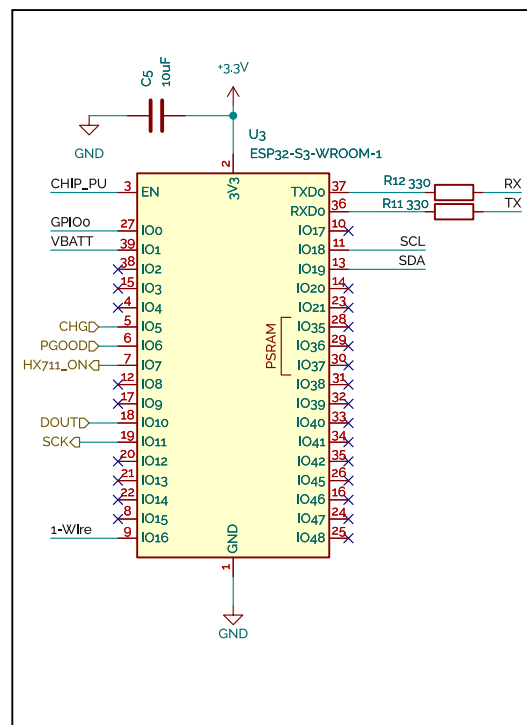 C5
10uF
+3.3V
GND
U3
ESP32-S3-WROOM-1
2
3V3
CHIP_PU 3 EN
TXD0 37 R12 330 RX
RXD0 36 R11 330 TX
GPIO0 27 IO0
IO17 10
VBATT 39 IO1
IO18 11 SCL
38 IO2
IO19 13 SDA
15 IO3
IO20 14
4 IO4
IO21 23
CHG 5 IO5
IO35 28
PGOOD 6 IO6
IO36 29
PSRAM
HX711_ON 7 IO7
IO37 30
12 IO8
IO38 31
17 IO9
IO39 32
DOUT 18 IO10
IO40 33
SCK 19 IO11
IO41 34
20 IO12
IO42 35
21 IO13
IO45 26
22 IO14
IO46 16
8 IO15
IO47 24
1-Wire 9 IO16
IO48 25
GND
1
GND